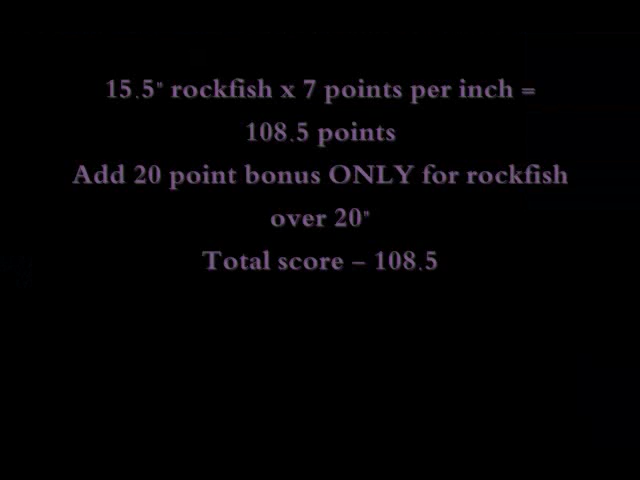 15.5" rockfish x 7 points per inch =
108.5 points
Add 20 point bonus ONLY for rockfish
over 20"
Total score – 108.5